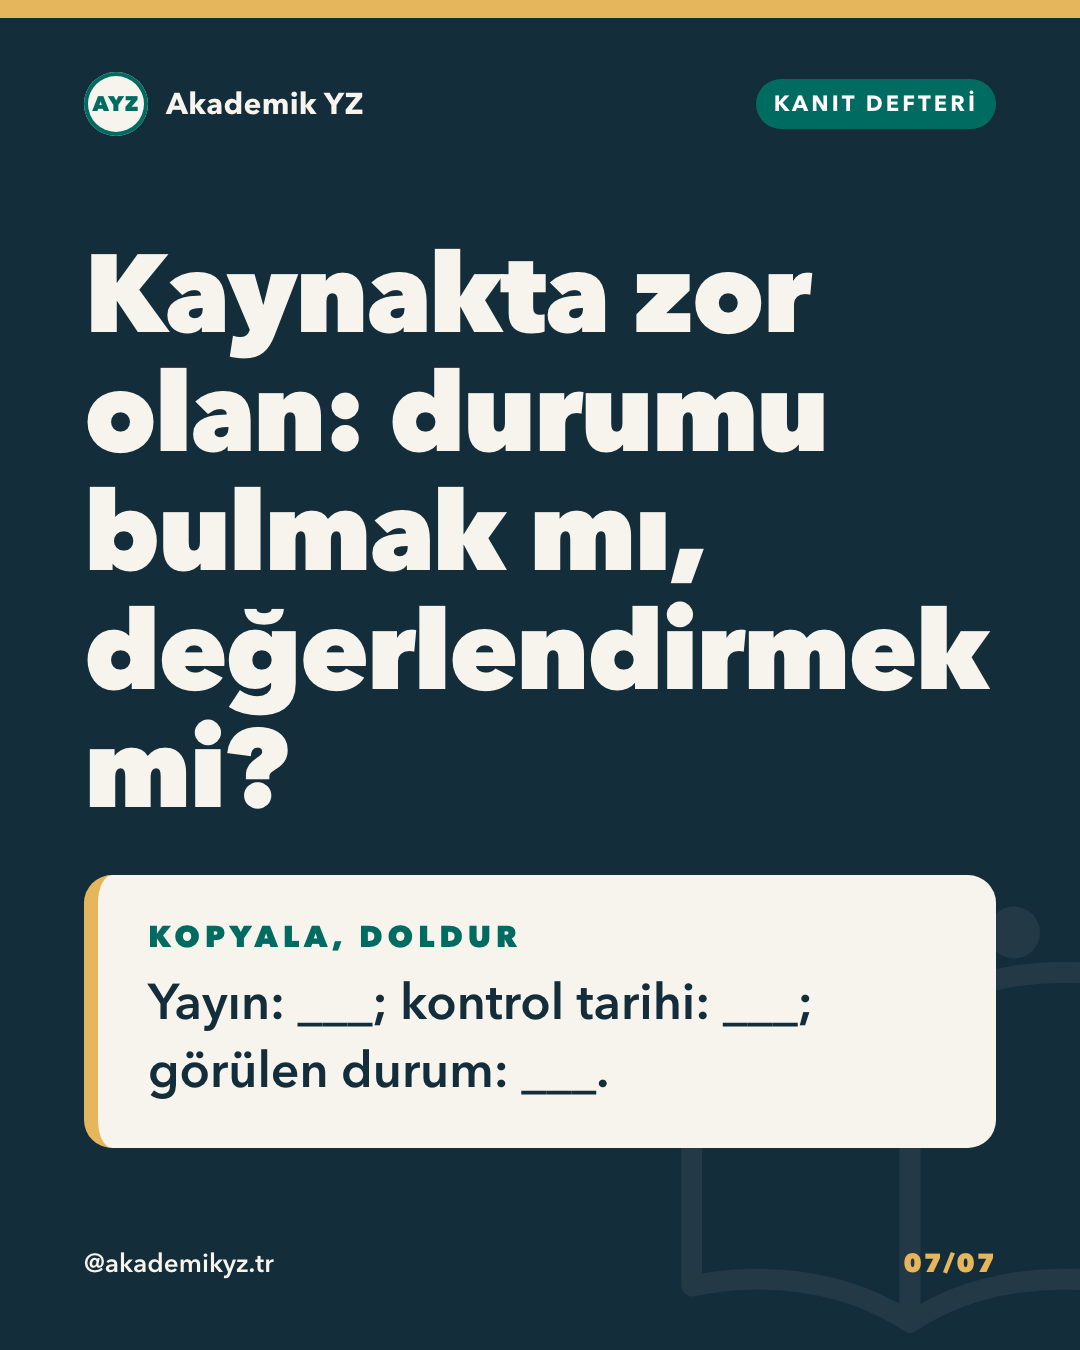 AYZ Akademik YZ
KANIT DEFTERİ
Kaynakta zor
olan: durumu
bulmak mı,
değerlendirmek
mi?
KOPYALA, DOLDUR
Yayın: ___; kontrol tarihi: ___;
görülen durum: ___.
@akademikyz.tr
07/07